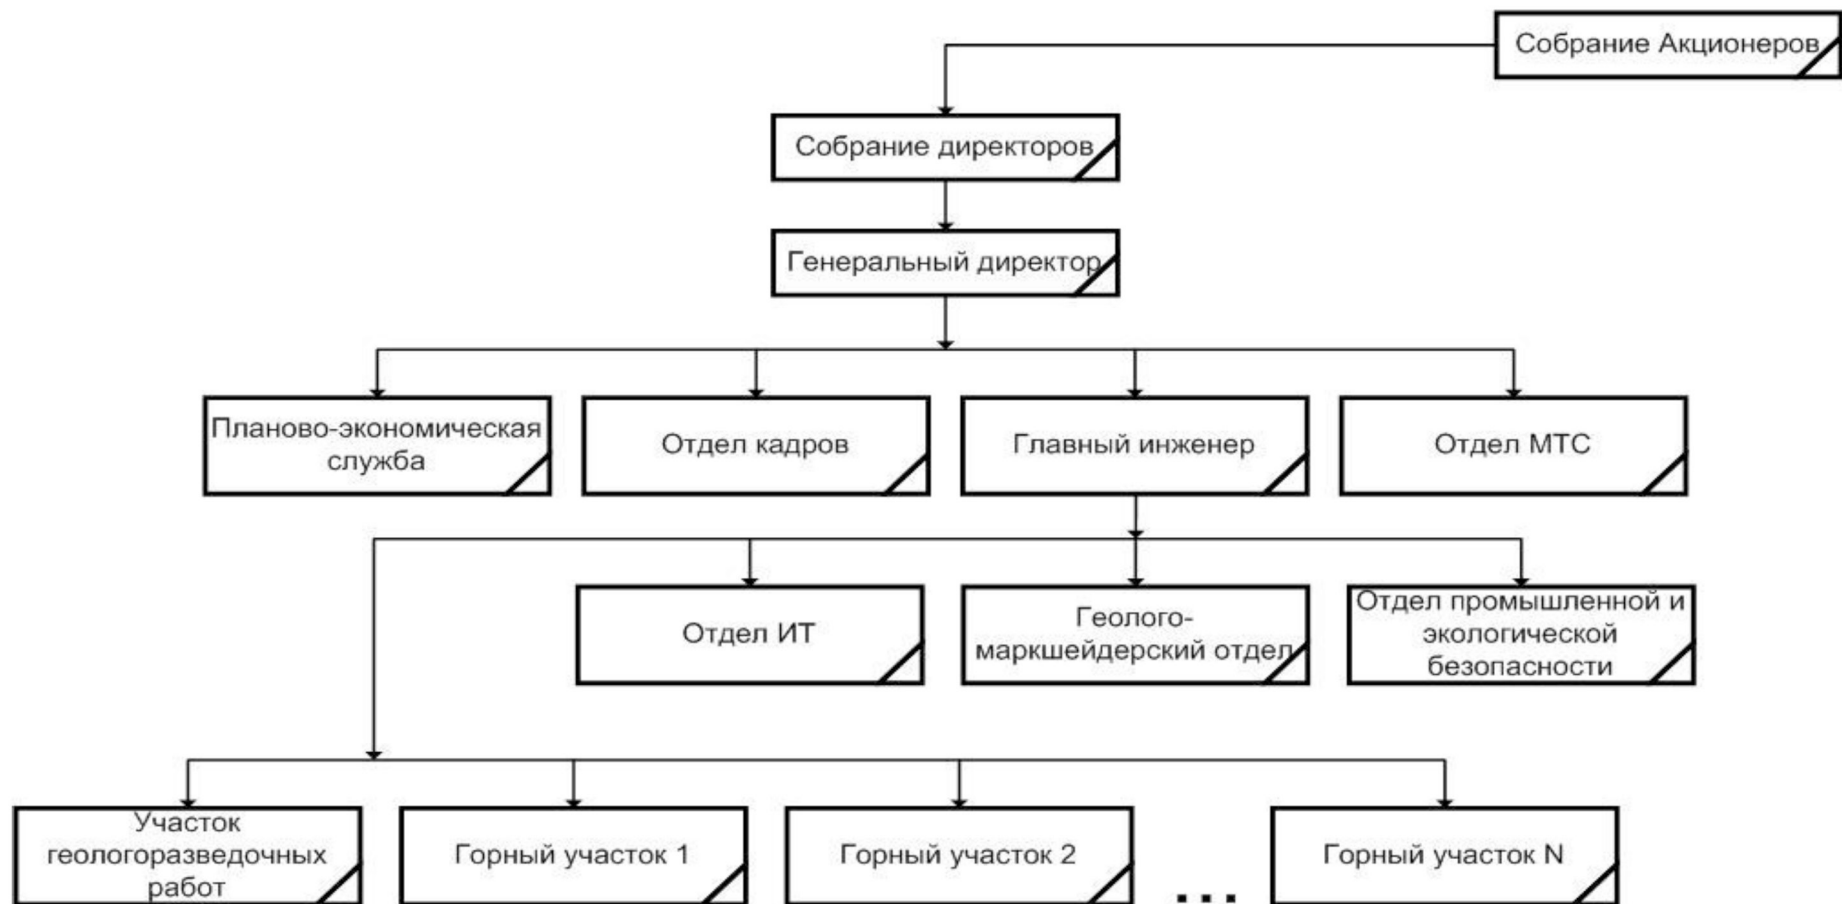 Собрание Акционеров
Собрание директоров
Генеральный директор
Планово-экономическая
служба
Отдел кадров
Главный инженер
Отдел МТС
Отдел ИТ
Геолого-
маркшейдерский отдел
Отдел промышленной и
экологической
безопасности
Участок
геологоразведочных
работ
Горный участок 1
Горный участок 2
...
Горный участок N